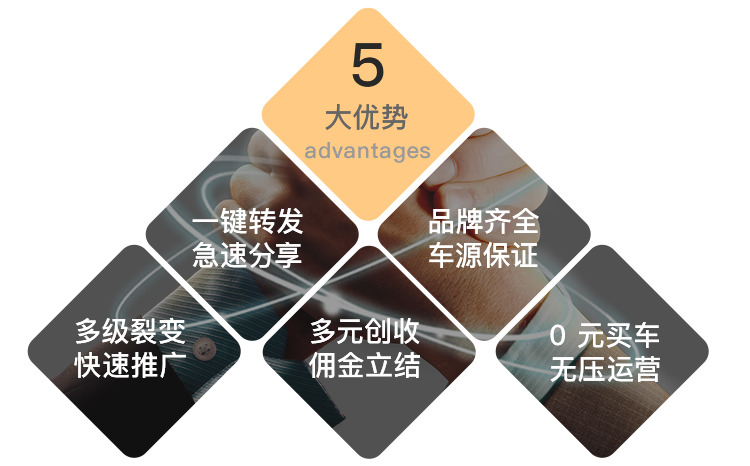 5
大优势
advantages
一键转发
急速分享
品牌齐全
车源保证
多级裂变
快速推广
多元创收
佣金立结
0 元买车
无压运营